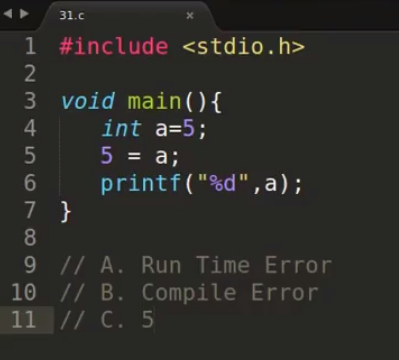 31.c ×
1 #include <stdio.h>
2
3 void main(){
4 int a=5;
5 5 = a;
6 printf("%d",a);
7 }
8
9 // A. Run Time Error
10 // B. Compile Error
11 // C. 5